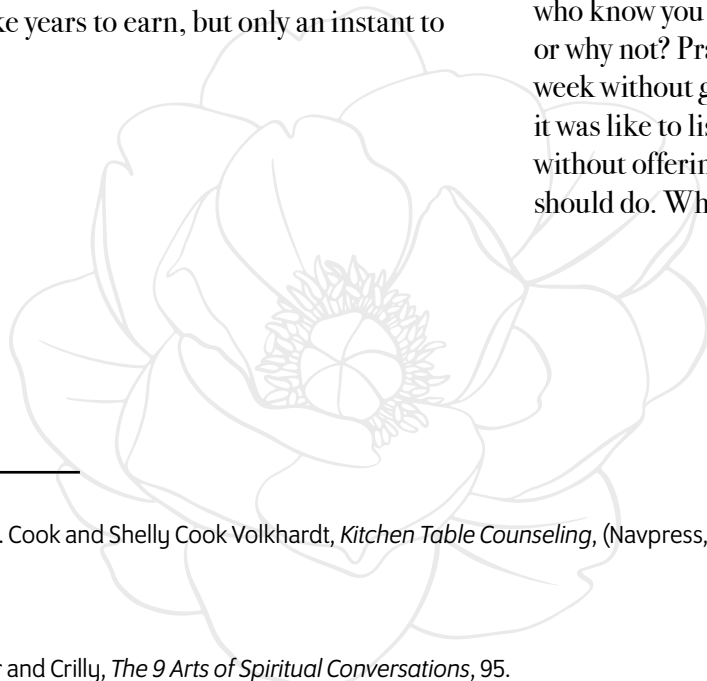 ke years to earn, but only an instant to
who know you
or why not? Pra
week without g
it was like to lis
without offerin
should do. Wh
. Cook and Shelly Cook Volkhardt, Kitchen Table Counseling, (Navpress,
r and Crilly, The 9 Arts of Spiritual Conversations, 95.